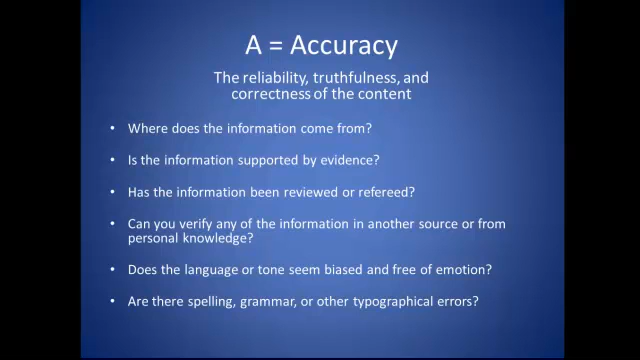 A = Accuracy
The reliability, truthfulness, and
correctness of the content
• Where does the information come from?
• Is the information supported by evidence?
• Has the information been reviewed or refereed?
• Can you verify any of the information in another source or from
personal knowledge?
• Does the language or tone seem biased and free of emotion?
• Are there spelling, grammar, or other typographical errors?